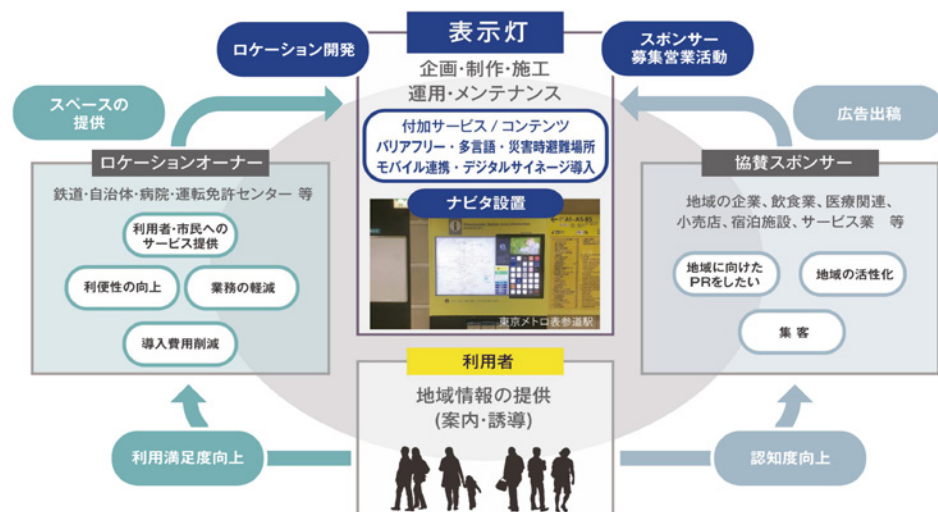 表示灯
ロケーション開発
スポンサー
募集営業活動
企画・制作・施工
運用・メンテナンス
付加サービス / コンテンツ
バリアフリー・多言語・災害時避難場所
モバイル連携・デジタルサイネージ導入
ナビタ設置
東京メトロ表参道駅
スペースの
提供
ロケーションオーナー
鉄道・自治体・病院・運転免許センター 等
利用者・市民への
サービス提供
利便性の向上
業務の軽減
導入費用削減
広告出稿
協賛スポンサー
地域の企業、飲食業、医療関連、
小売店、宿泊施設、サービス業 等
地域に向けた
PRをしたい
地域の活性化
集 客
利用者
地域情報の提供
(案内・誘導)
利用満足度向上
認知度向上